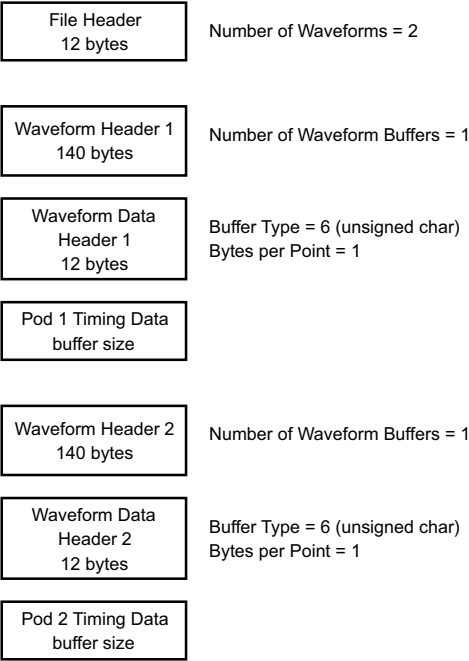 File Header
12 bytes
Number of Waveforms = 2
Waveform Header 1
140 bytes
Number of Waveform Buffers = 1
Waveform Data
Header 1
12 bytes
Buffer Type = 6 (unsigned char)
Bytes per Point = 1
Pod 1 Timing Data
buffer size
Waveform Header 2
140 bytes
Number of Waveform Buffers = 1
Waveform Data
Header 2
12 bytes
Buffer Type = 6 (unsigned char)
Bytes per Point = 1
Pod 2 Timing Data
buffer size